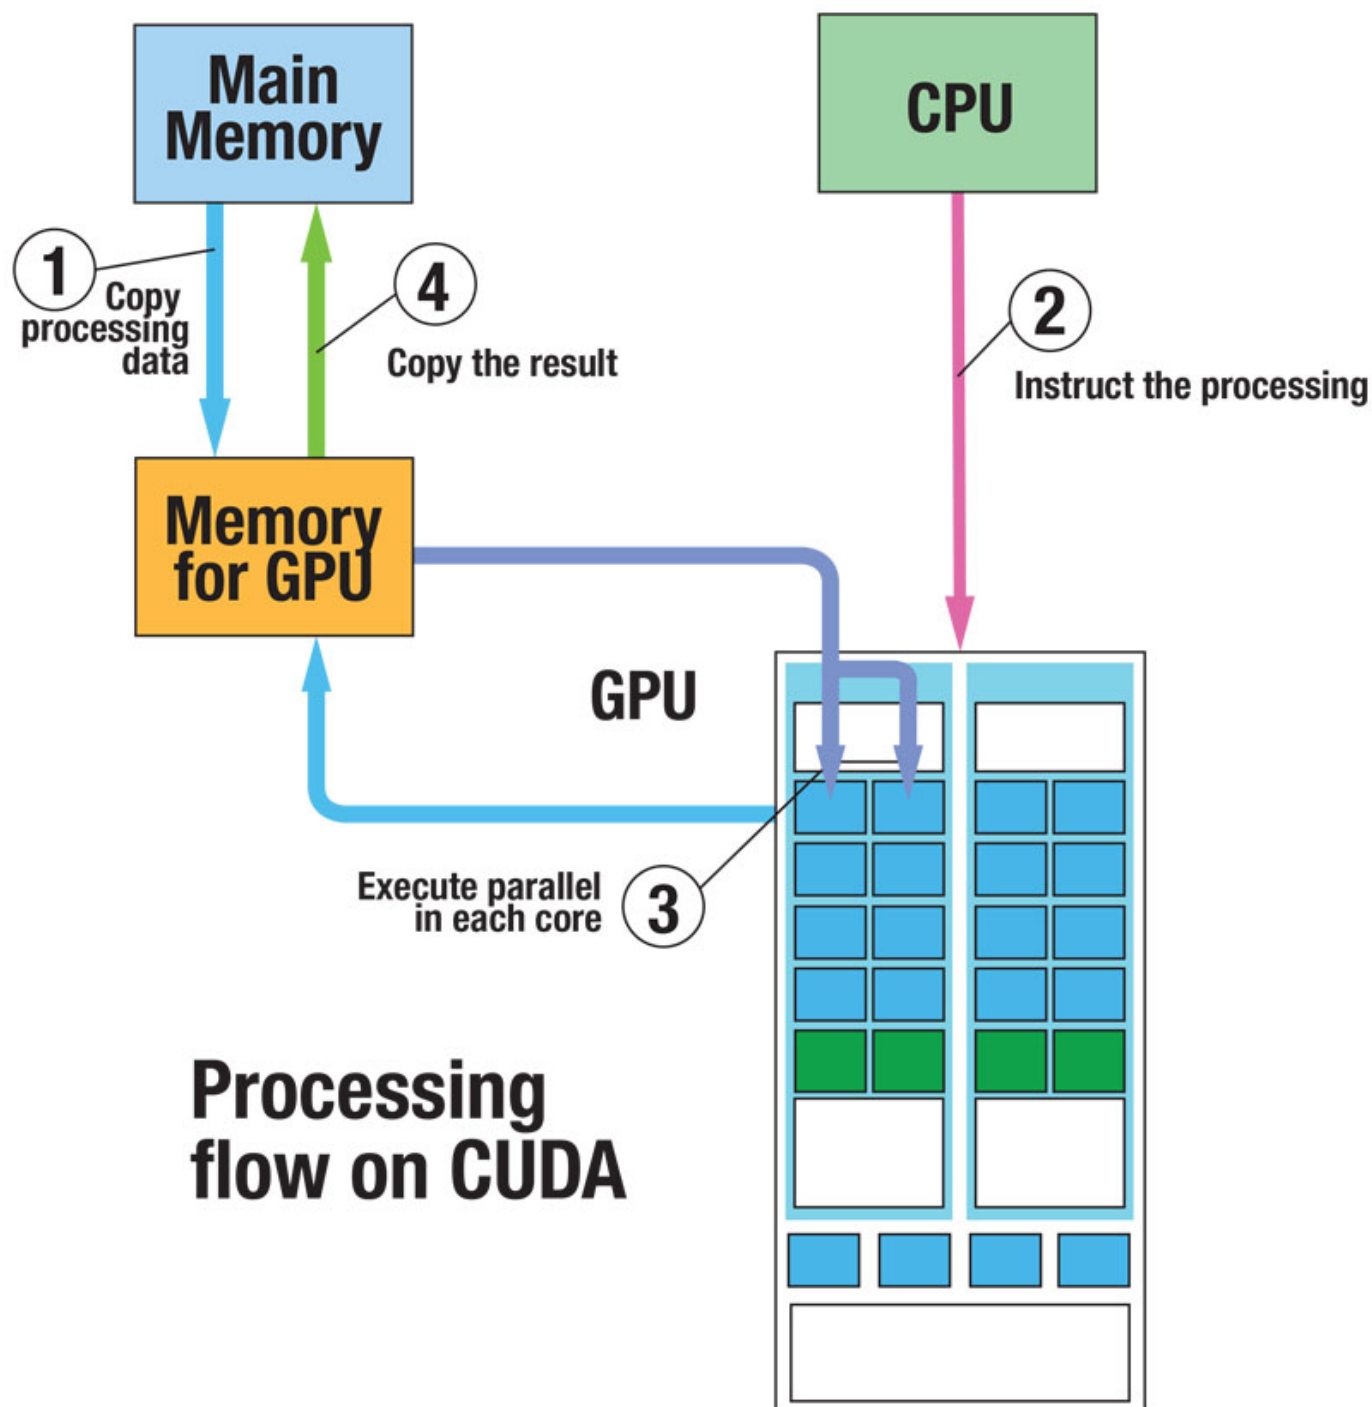 Main
Memory
CPU
1
Copy
processing
data
4
Copy the result
2
Instruct the processing
Memory
for GPU
GPU
Execute parallel
in each core
3
Processing
flow on CUDA